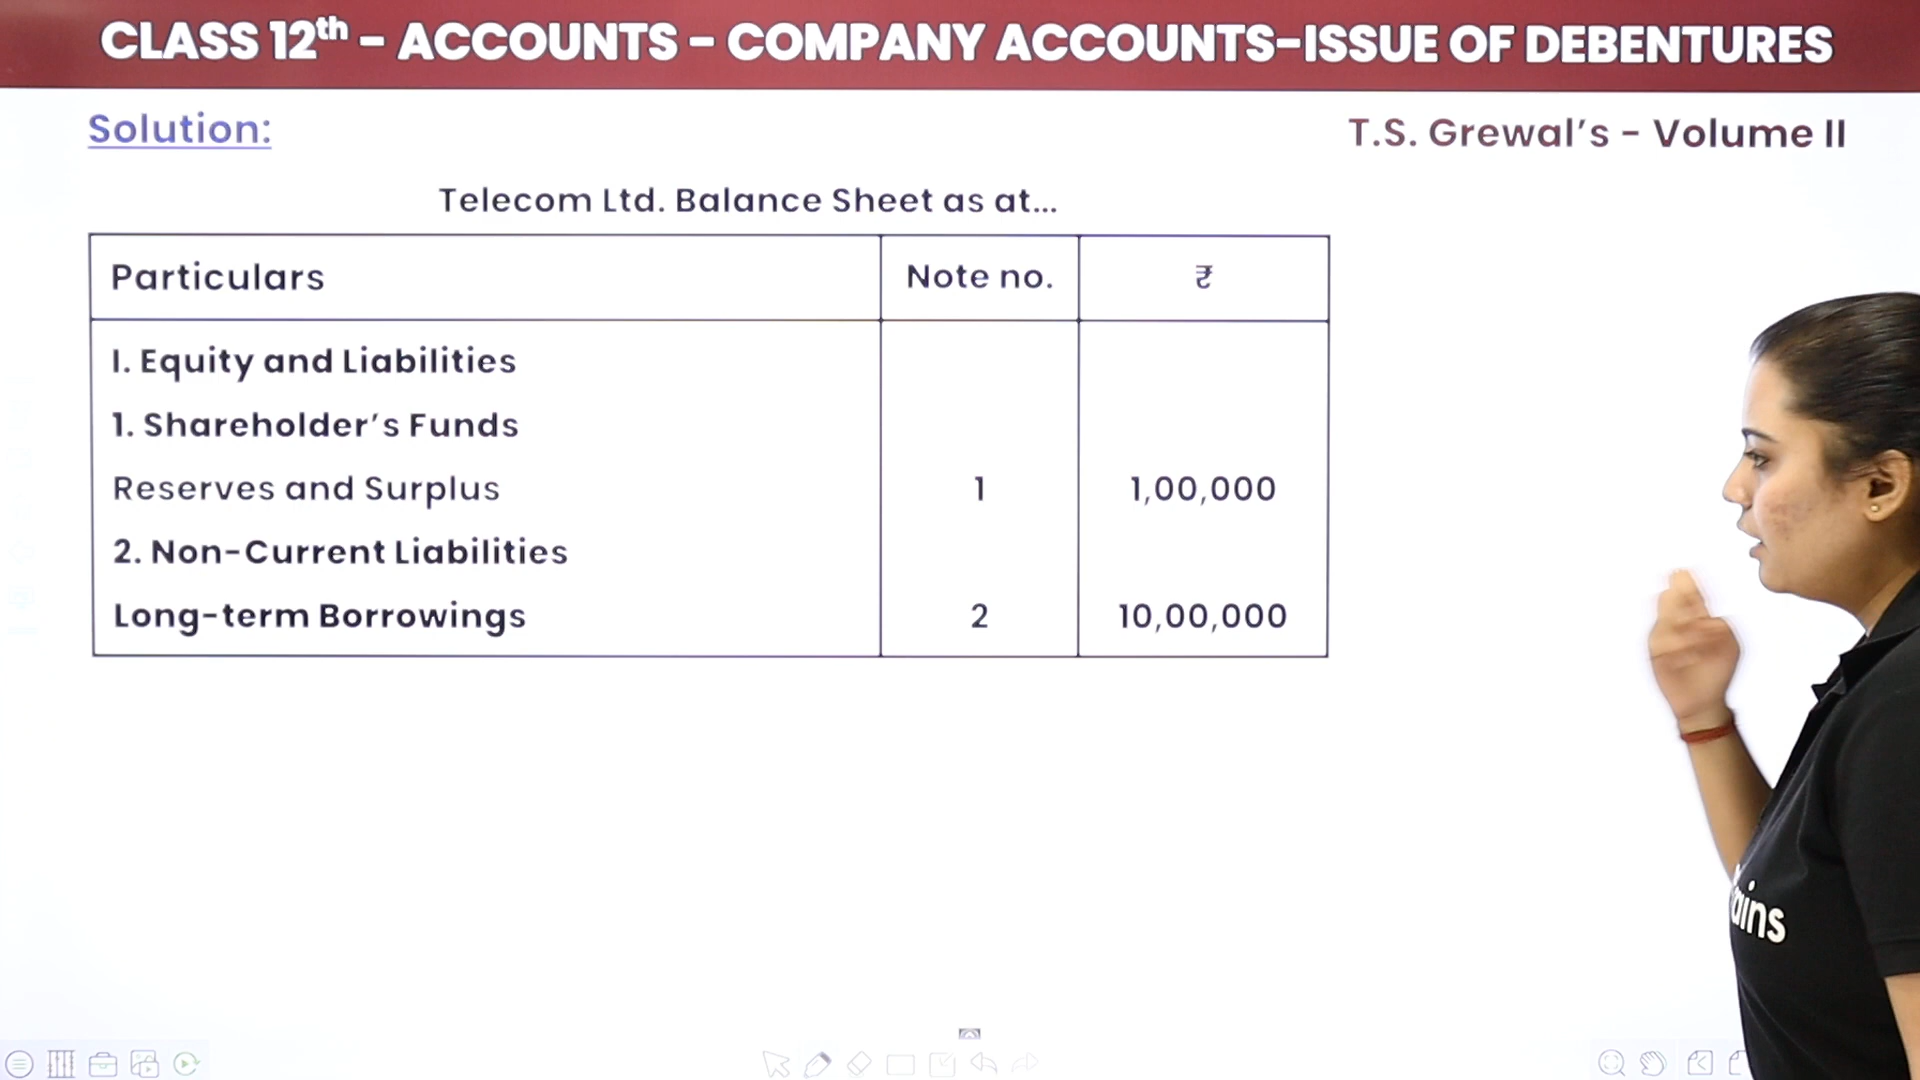 CLASS 12th - ACCOUNTS - COMPANY ACCOUNTS-ISSUE OF DEBENTURES
Solution:
T.S. Grewal's - Volume II
Telecom Ltd. Balance Sheet as at...
Particulars Note no. ₹
I. Equity and Liabilities
1. Shareholder's Funds
Reserves and Surplus 1 1,00,000
2. Non-Current Liabilities
Long-term Borrowings 2 10,00,000